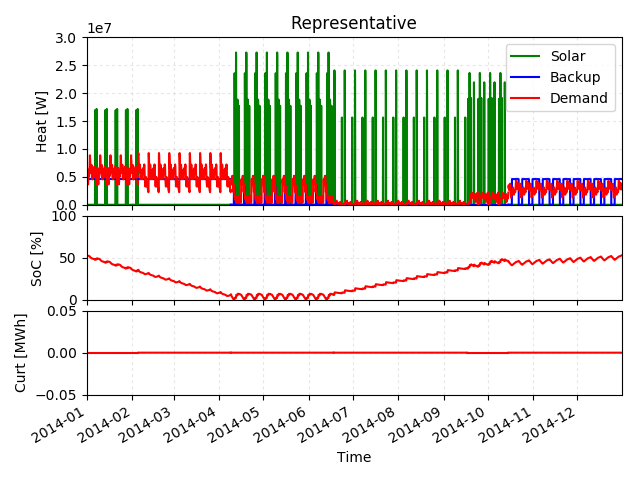 Representative
1e7
3.0
2.5
2.0
1.5
1.0
0.5
0.0
Heat [W]
Solar
Backup
Demand
100
50
0
SoC [%]
0.05
0.00
−0.05
Curt [MWh]
2014-01
2014-02
2014-03
2014-04
2014-05
2014-06
2014-07
2014-08
2014-09
2014-10
2014-11
2014-12
Time